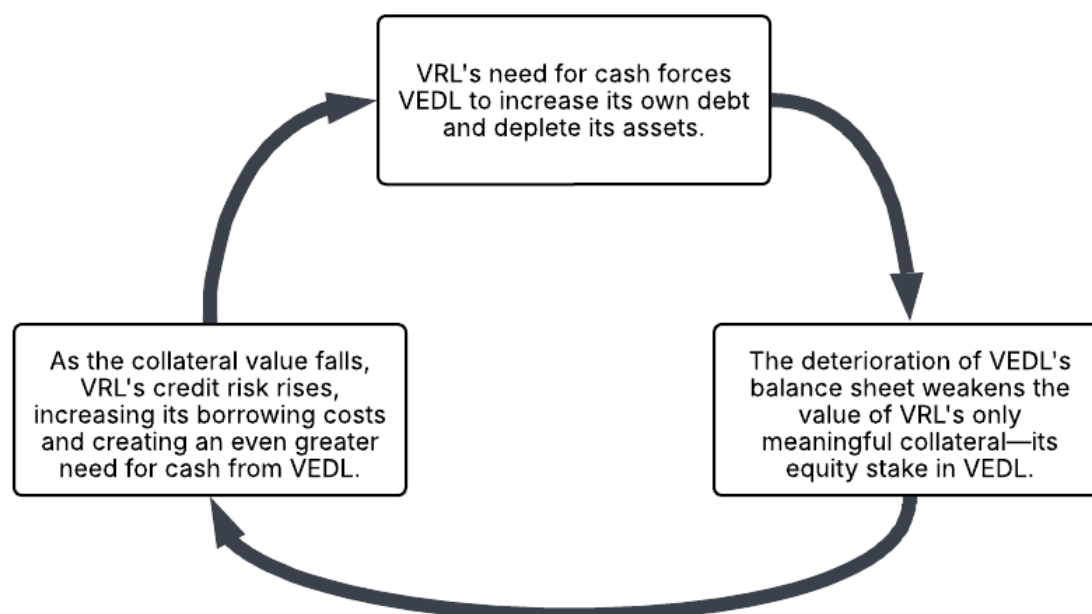 VRL's need for cash forces
VEDL to increase its own debt
and deplete its assets.
The deterioration of VEDL's
balance sheet weakens the
value of VRL's only
meaningful collateral—its
equity stake in VEDL.
As the collateral value falls,
VRL's credit risk rises,
increasing its borrowing costs
and creating an even greater
need for cash from VEDL.